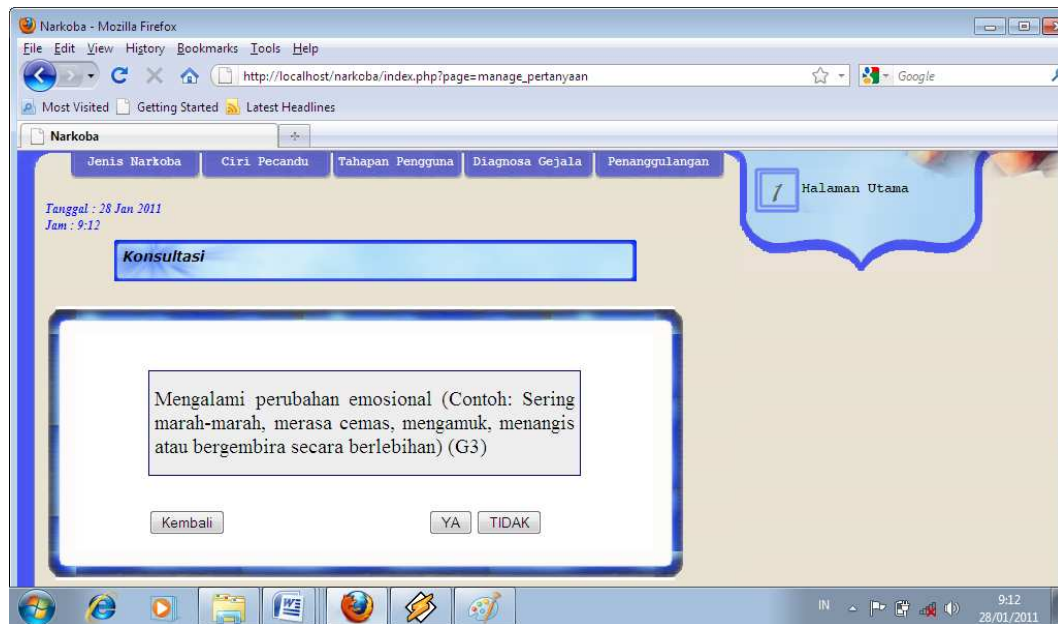 Narkoba - Mozilla Firefox
File Edit View History Bookmarks Tools Help
http://localhost/narkoba/index.php?page=manage_pertanyaan
Google
Most Visited Getting Started Latest Headlines
Narkoba
Jenis Narkoba Ciri Pecandu Tahapan Pengguna Diagnosa Gejala Penanggulangan
1 Halaman Utama
Tanggal : 28 Jan 2011
Jam : 9:12
Konsultasi
Mengalami perubahan emosional (Contoh: Sering
marah-marah, merasa cemas, mengamuk, menangis
atau bergembira secara berlebihan) (G3)
Kembali YA TIDAK
IN 9:12
28/01/2011